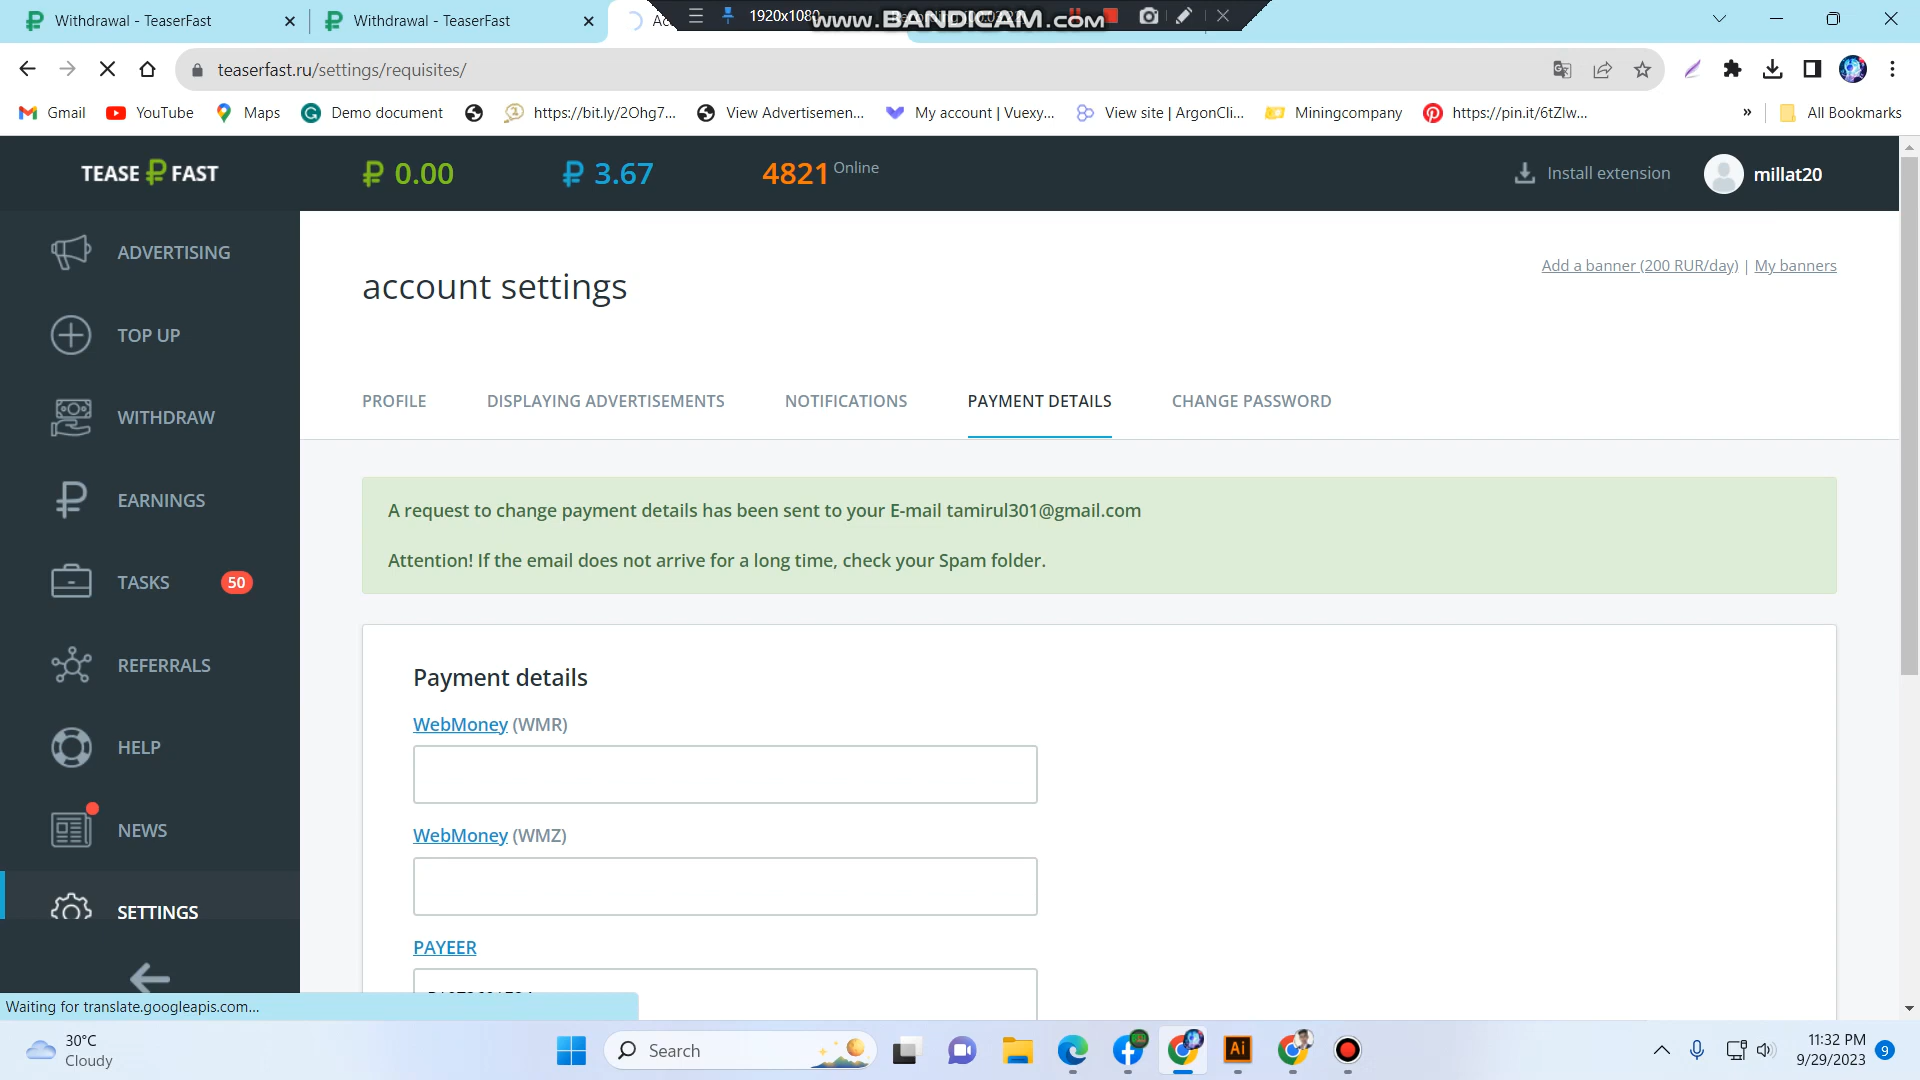 Withdrawal - TeaserFast
Withdrawal - TeaserFast
1920x1080
www.BANDICAM.com
teaserfast.ru/settings/requisites/
Gmail
YouTube
Maps
Demo document
https://bit.ly/2Ohg7...
View Advertisemen...
My account | Vuexy...
View site | ArgonCli...
Miningcompany
https://pin.it/6tZlw...
»
All Bookmarks
TEASE₽FAST
₽ 0.00
₽ 3.67
4821 Online
Install extension
millat20
ADVERTISING
TOP UP
WITHDRAW
EARNINGS
TASKS 50
REFERRALS
HELP
NEWS
SETTINGS
account settings
Add a banner (200 RUR/day) | My banners
PROFILE
DISPLAYING ADVERTISEMENTS
NOTIFICATIONS
PAYMENT DETAILS
CHANGE PASSWORD
A request to change payment details has been sent to your E-mail tamirul301@gmail.com
Attention! If the email does not arrive for a long time, check your Spam folder.
Payment details
WebMoney (WMR)
WebMoney (WMZ)
PAYEER
Waiting for translate.googleapis.com...
30°C
Cloudy
Search
Ai
11:32 PM
9/29/2023
9